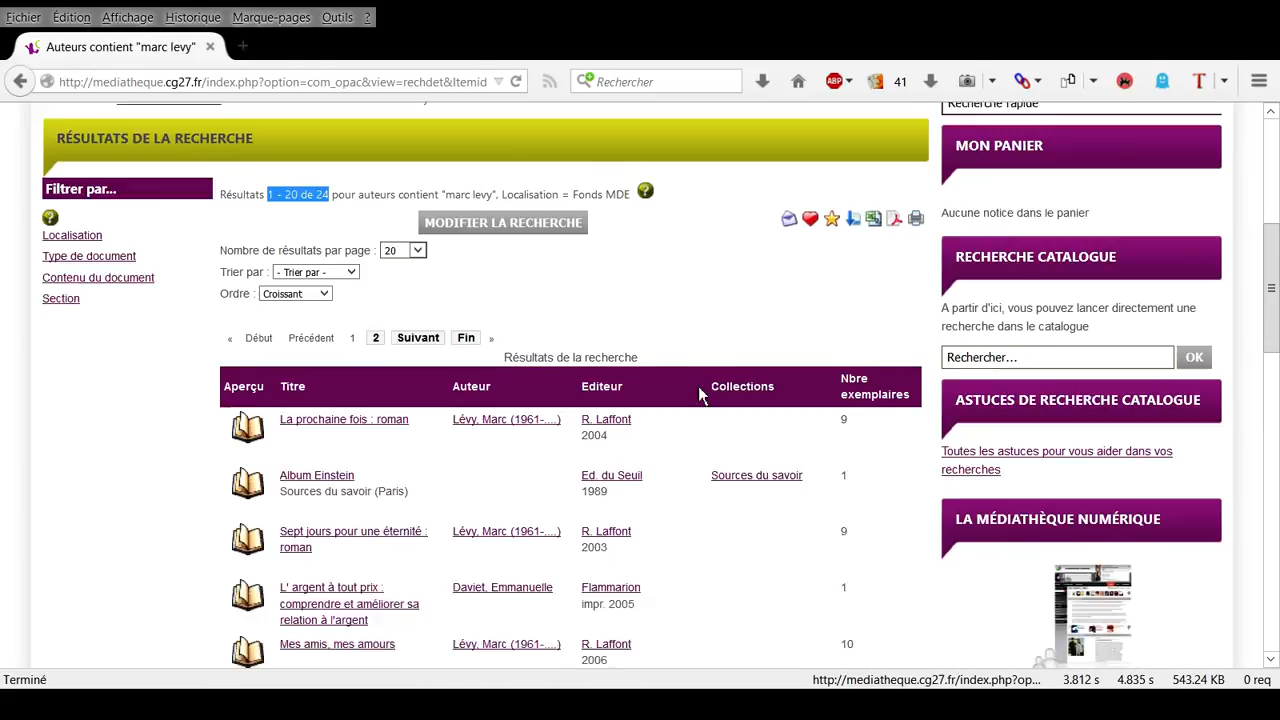 Fichier Édition Affichage Historique Marque-pages Outils ?
Auteurs contient "marc levy"
http://mediatheque.cg27.fr/index.php?option=com_opac&view=rechdet&Itemid
Rechercher
ABP
41
Recherche rapide
RÉSULTATS DE LA RECHERCHE
Filtrer par...
Localisation
Type de document
Contenu du document
Section
Résultats 1 - 20 de 24 pour auteurs contient "marc levy", Localisation = Fonds MDE
MODIFIER LA RECHERCHE
Nombre de résultats par page : 20
Trier par : - Trier par -
Ordre : Croissant
« Début Précédent 1 2 Suivant Fin »
Résultats de la recherche
Aperçu Titre Auteur Editeur Collections Nbre exemplaires
La prochaine fois : roman Lévy, Marc (1961-....) R. Laffont 9
2004
Album Einstein Ed. du Seuil Sources du savoir 1
Sources du savoir (Paris) 1989
Sept jours pour une éternité : Lévy, Marc (1961-....) R. Laffont 9
roman 2003
L' argent à tout prix : Daviet, Emmanuelle Flammarion 1
comprendre et améliorer sa impr. 2005
relation à l'argent
Mes amis, mes amours Lévy, Marc (1961-....) R. Laffont 10
2006
MON PANIER
Aucune notice dans le panier
RECHERCHE CATALOGUE
A partir d'ici, vous pouvez lancer directement une
recherche dans le catalogue
Rechercher... OK
ASTUCES DE RECHERCHE CATALOGUE
Toutes les astuces pour vous aider dans vos
recherches
LA MÉDIATHÈQUE NUMÉRIQUE
Terminé http://mediatheque.cg27.fr/index.php?op... 3.812 s 4.835 s 543.24 KB 0 req